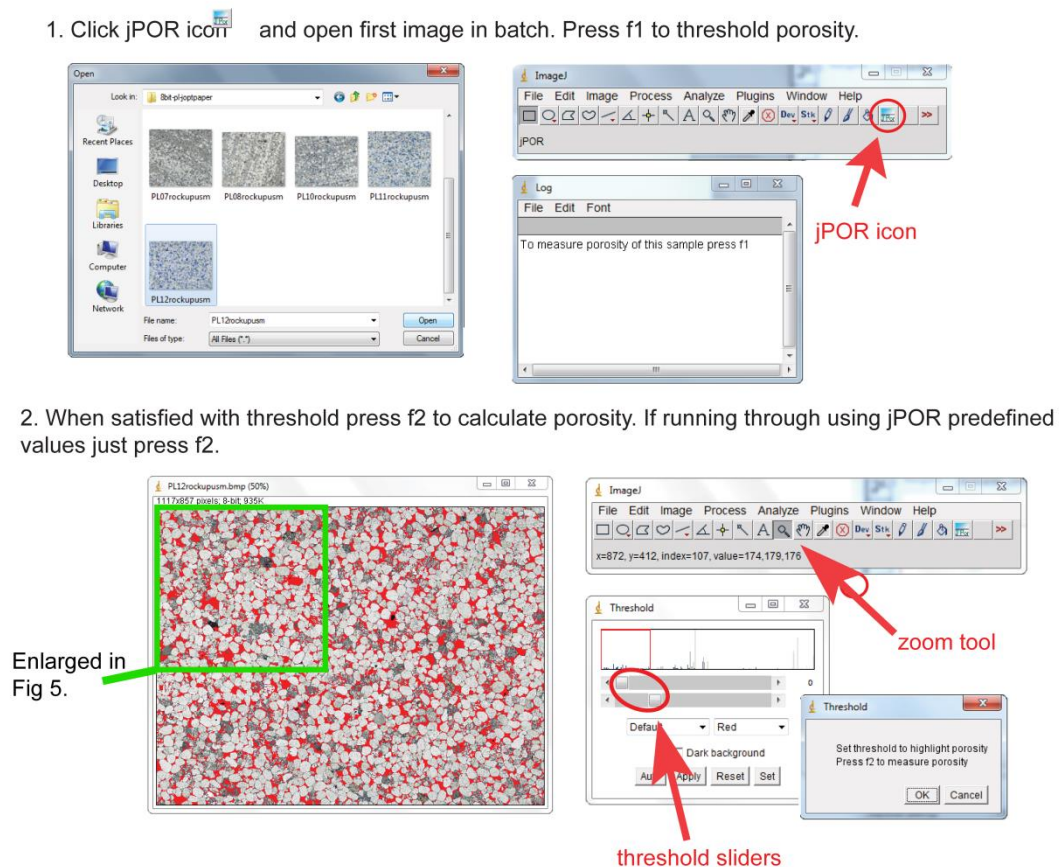 1. Click jPOR icon and open first image in batch. Press f1 to threshold porosity.
Open
Look in:
8bit-pl-joptpaper
Recent Places
Desktop
Libraries
Computer
Network
PL07rockupusm
PL08rockupusm
PL10rockupusm
PL11rockupusm
PL12rockupusm
File name:
PL12rockupusm
Open
Files of type:
All Files (*.*)
Cancel
ImageJ
File Edit Image Process Analyze Plugins Window Help
A
Dev
Stk
>>
jPOR
jPOR icon
Log
File Edit Font
To measure porosity of this sample press f1
2. When satisfied with threshold press f2 to calculate porosity. If running through using jPOR predefined
values just press f2.
PL12rockupusm.bmp (50%)
1117x857 pixels; 8-bit; 935K
Enlarged in
Fig 5.
ImageJ
File Edit Image Process Analyze Plugins Window Help
A
Dev
Stk
>>
x=872, y=412, index=107, value=174,179,176
zoom tool
Threshold
0
Default
Red
Dark background
Apply
Reset
Set
threshold sliders
Threshold
Set threshold to highlight porosity
Press f2 to measure porosity
OK
Cancel